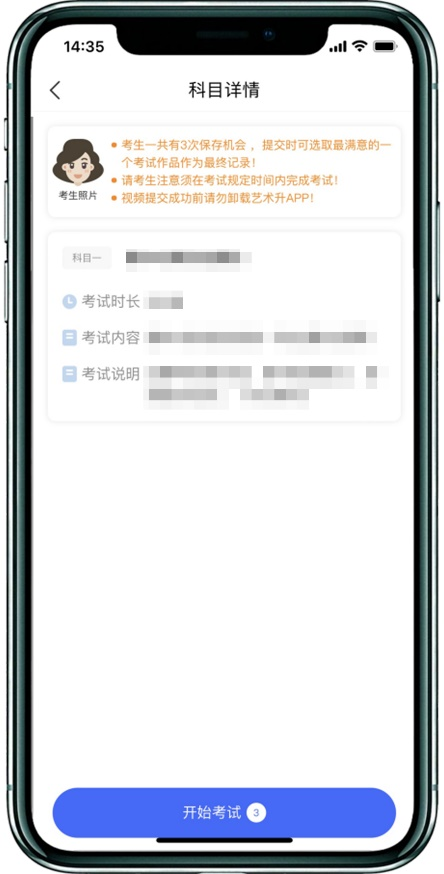 14:35
科目详情
考生一共有3次保存机会，提交时可选取最满意的一
个考试作品作为最终记录！
请考生注意须在考试规定时间内完成考试！
视频提交成功前请勿卸载艺术升APP！
考生照片
科目一
考试时长
考试内容
考试说明
开始考试 3